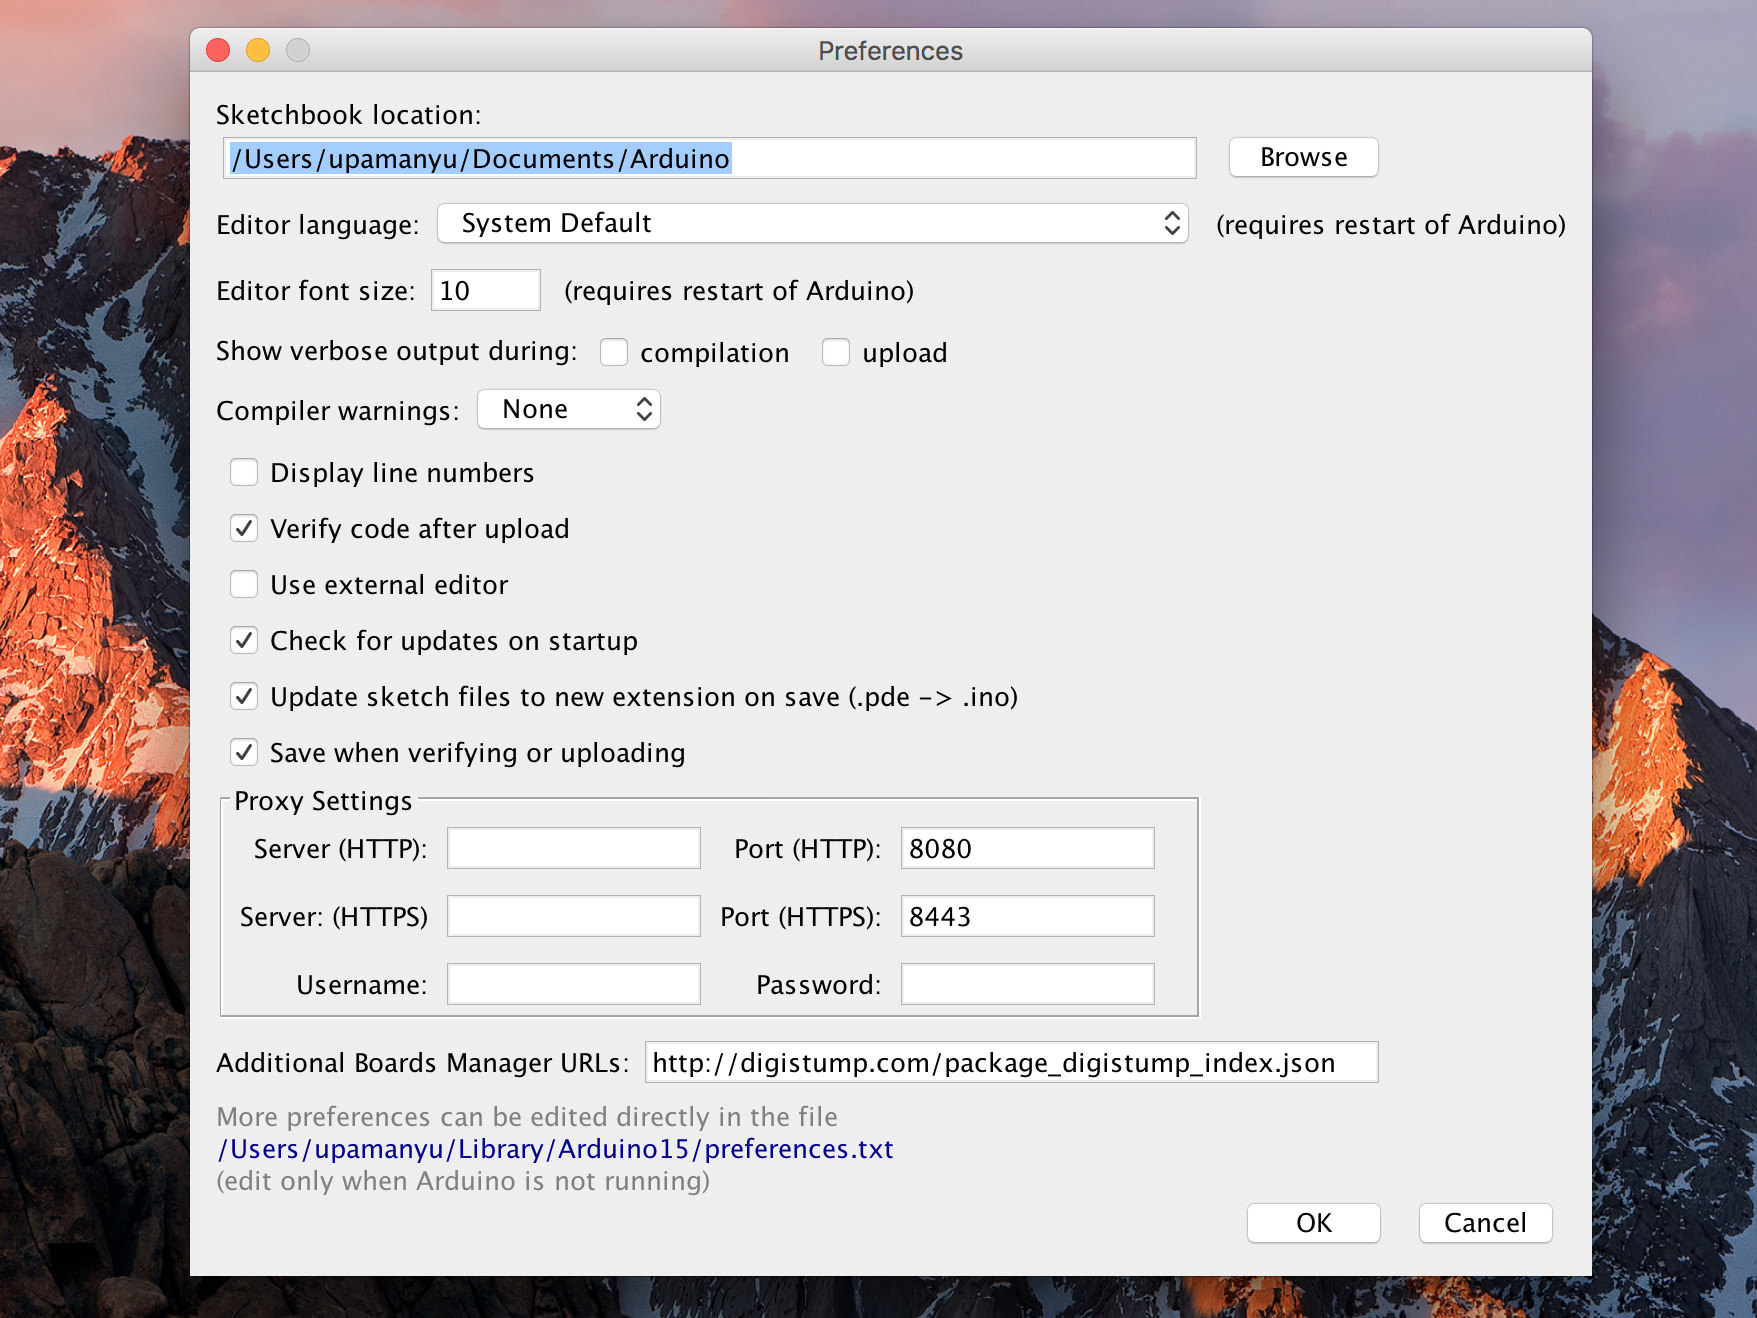 Preferences
Sketchbook location:
/Users/upamanyu/Documents/Arduino
Browse
Editor language: System Default (requires restart of Arduino)
Editor font size: 10 (requires restart of Arduino)
Show verbose output during: compilation upload
Compiler warnings: None
Display line numbers
Verify code after upload
Use external editor
Check for updates on startup
Update sketch files to new extension on save (.pde -> .ino)
Save when verifying or uploading
Proxy Settings
Server (HTTP): Port (HTTP): 8080
Server: (HTTPS) Port (HTTPS): 8443
Username: Password:
Additional Boards Manager URLs: http://digistump.com/package_digistump_index.json
More preferences can be edited directly in the file
/Users/upamanyu/Library/Arduino15/preferences.txt
(edit only when Arduino is not running)
OK Cancel